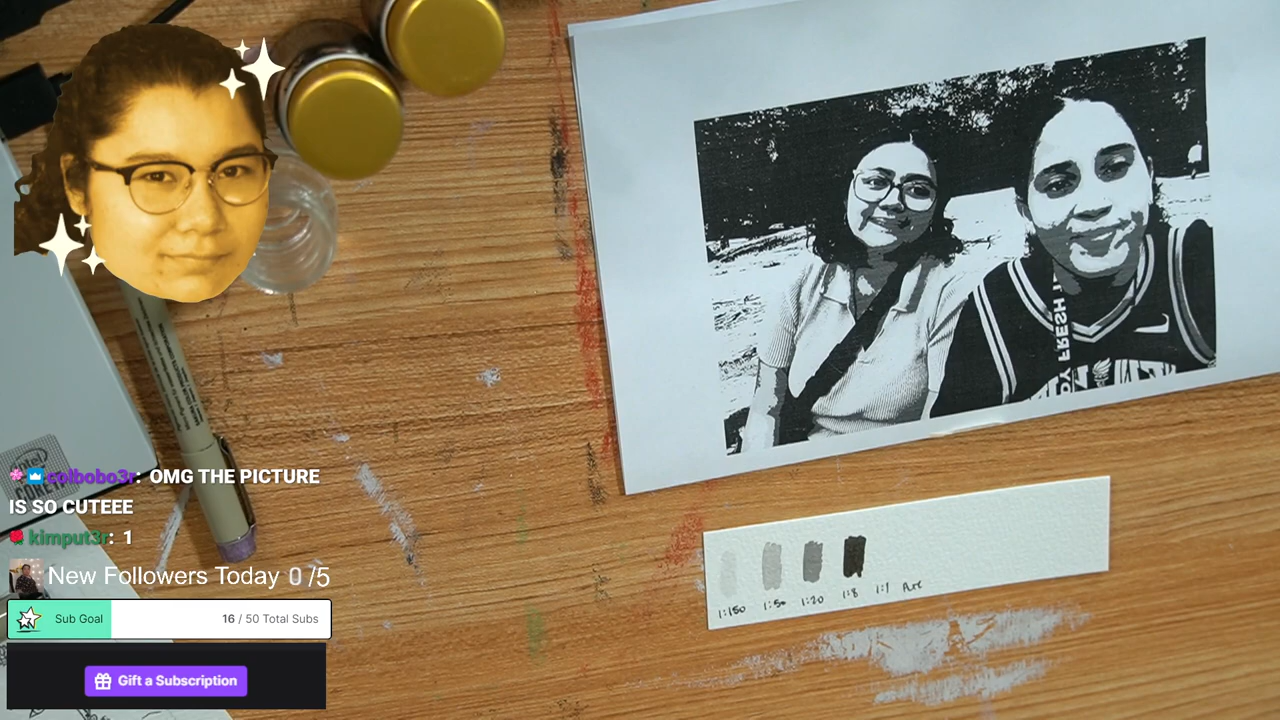 colbobo3r: OMG THE PICTURE
IS SO CUTEEE
kimput3r: 1
New Followers Today 0 /5
Sub Goal
16 / 50 Total Subs
Gift a Subscription
FRESH
1:150 1:50 1:20 1:8 1:1 Pure